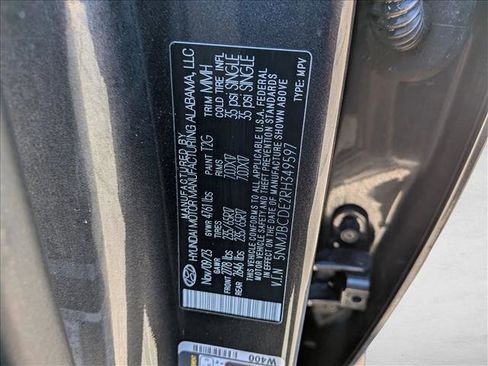 MANUFACTURED BY
HYUNDAI MOTOR MANUFACTURING ALABAMA, LLC
Nov/09/23 GVWR 4761 lbs PAINT T2G TRIM MMH
GAWR TIRES RIMS COLD TIRE INFL
FRONT 2778 lbs 235/65R17 7.0JX17 35 psi SINGLE
REAR 2646 lbs 235/65R17 7.0JX17 35 psi SINGLE
THIS VEHICLE CONFORMS TO ALL APPLICABLE U.S.A. FEDERAL
MOTOR VEHICLE SAFETY AND THEFT PREVENTION STANDARDS
IN EFFECT ON THE DATE OF MANUFACTURE SHOWN ABOVE
V.I.N 5NMJBCDE2RH349597 TYPE: MPV
W400